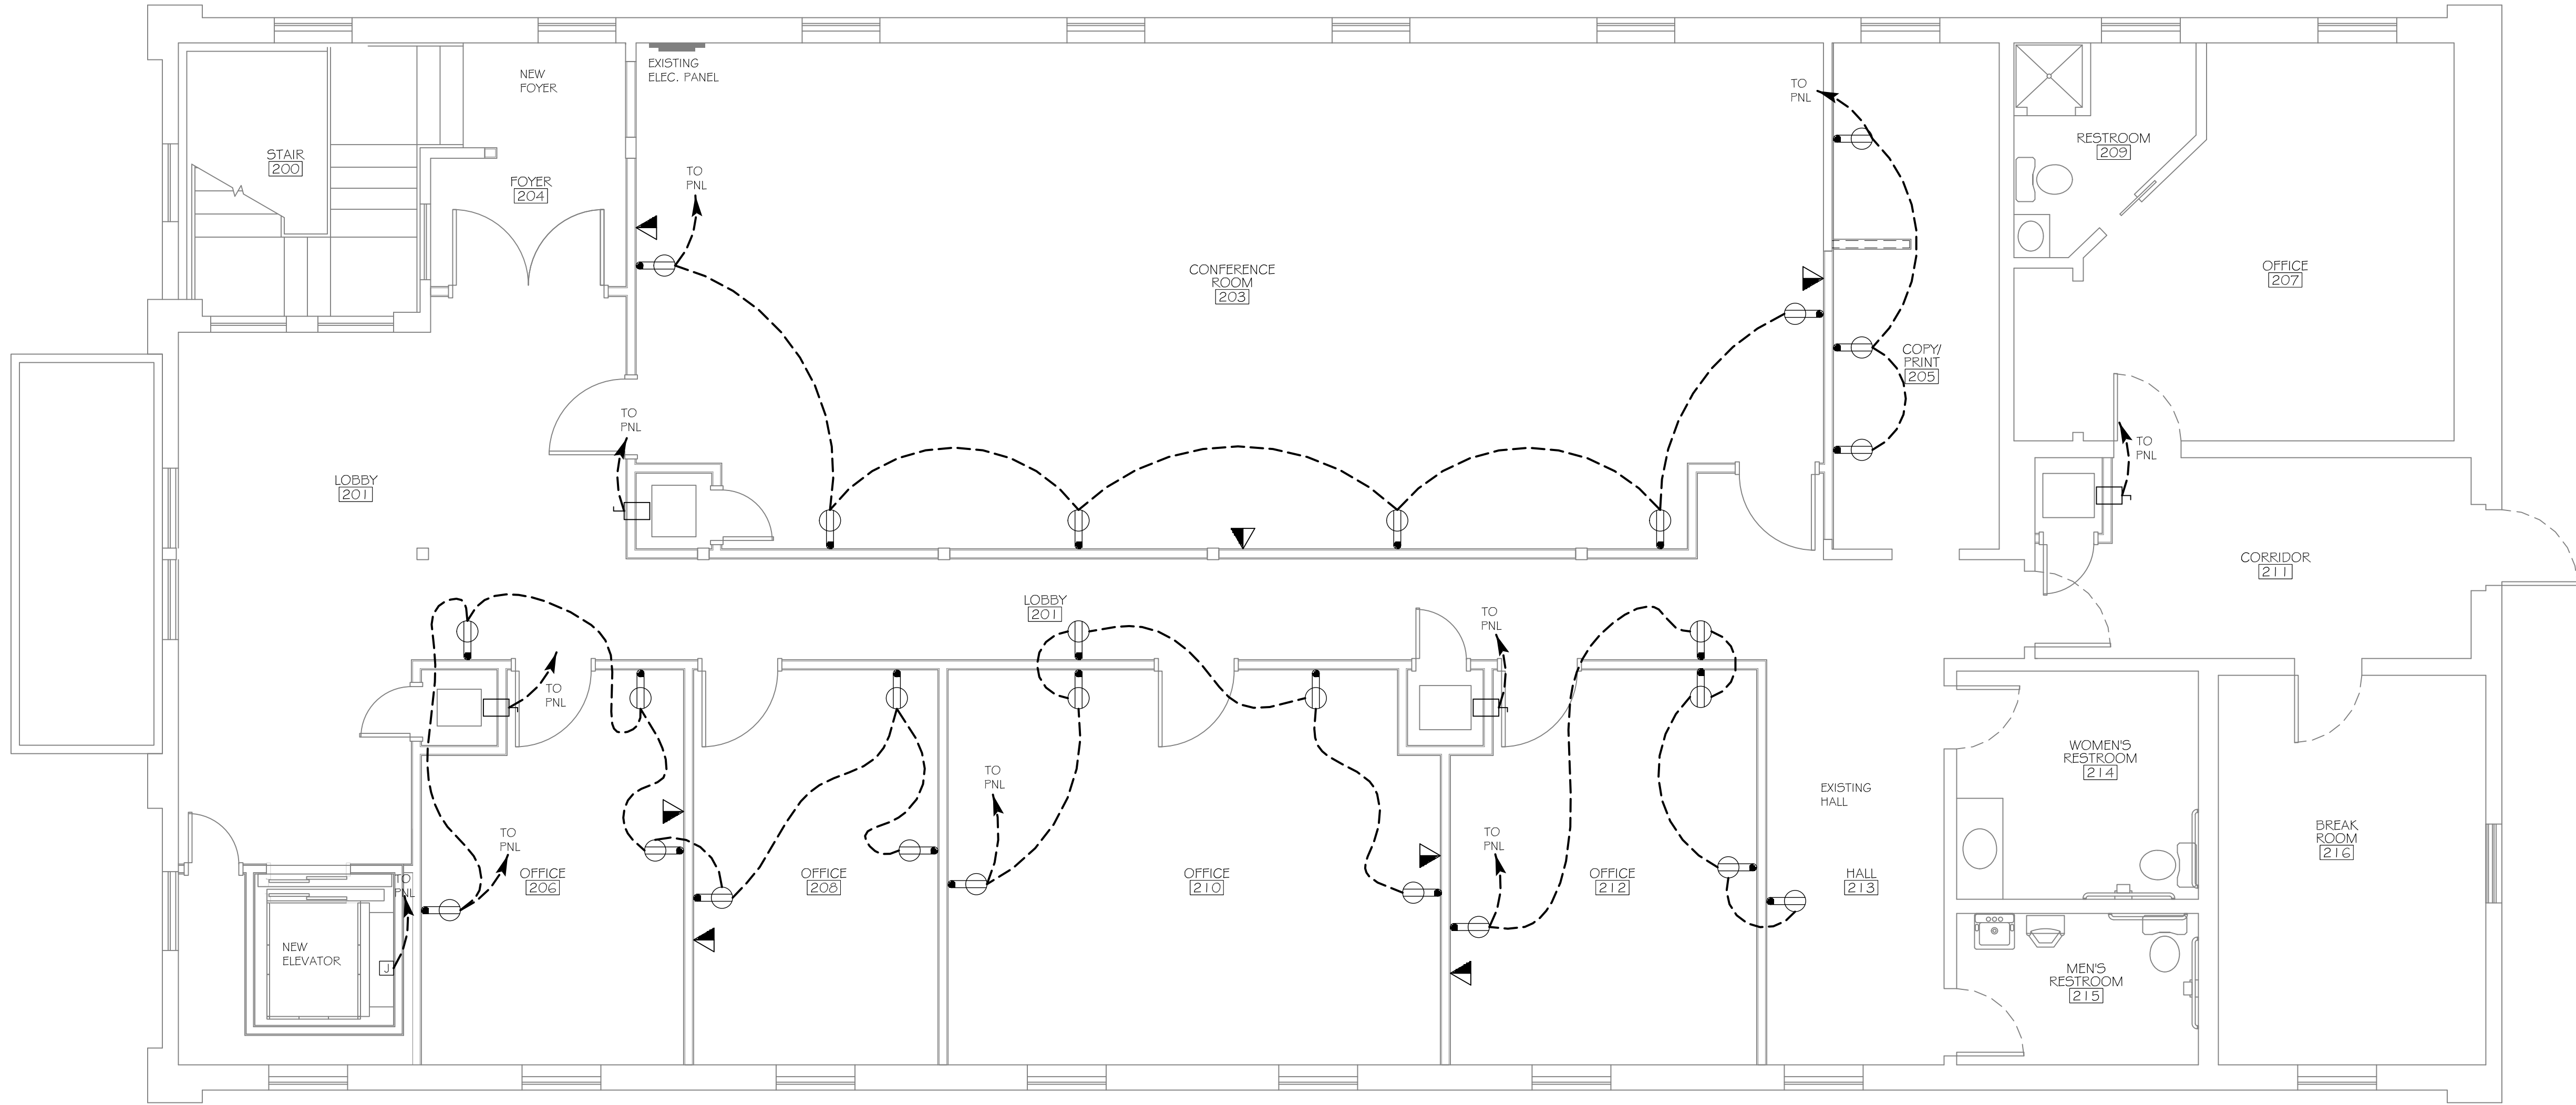 NEW
FOYER
EXISTING
ELEC. PANEL
TO
PNL
STAIR
200
FOYER
204
TO
PNL
RESTROOM
209
CONFERENCE
ROOM
203
OFFICE
207
COPY/
PRINT
205
TO
PNL
TO
PNL
LOBBY
201
CORRIDOR
211
LOBBY
201
TO
PNL
TO
PNL
WOMEN'S
RESTROOM
214
TO
PNL
EXISTING
HALL
TO
PNL
TO
PNL
BREAK
ROOM
216
OFFICE
206
OFFICE
208
OFFICE
210
OFFICE
212
HALL
213
TO
PNL
NEW
ELEVATOR
J
MEN'S
RESTROOM
215